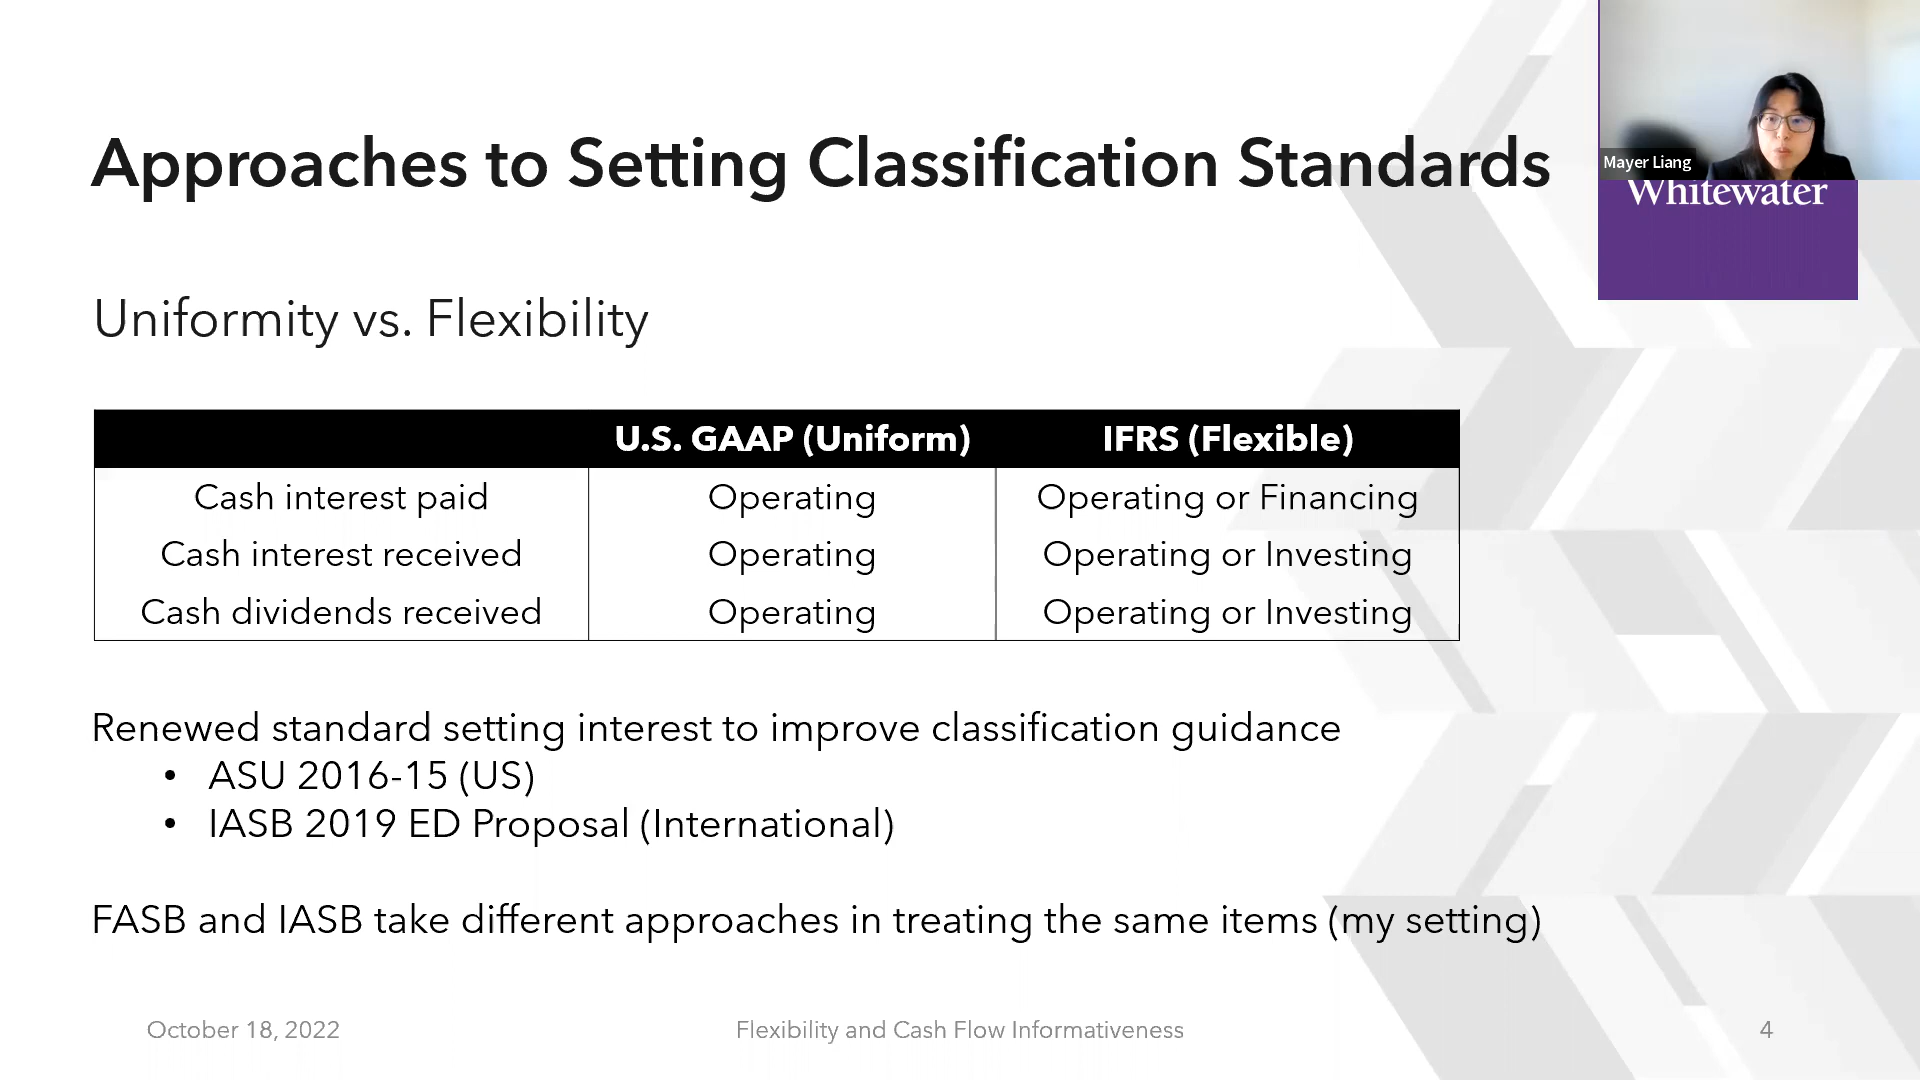 Approaches to Setting Classification Standards
Mayer Liang
Whitewater
Uniformity vs. Flexibility
U.S. GAAP (Uniform) IFRS (Flexible)
Cash interest paid Operating Operating or Financing
Cash interest received Operating Operating or Investing
Cash dividends received Operating Operating or Investing
Renewed standard setting interest to improve classification guidance
• ASU 2016-15 (US)
• IASB 2019 ED Proposal (International)
FASB and IASB take different approaches in treating the same items (my setting)
October 18, 2022 Flexibility and Cash Flow Informativeness 4